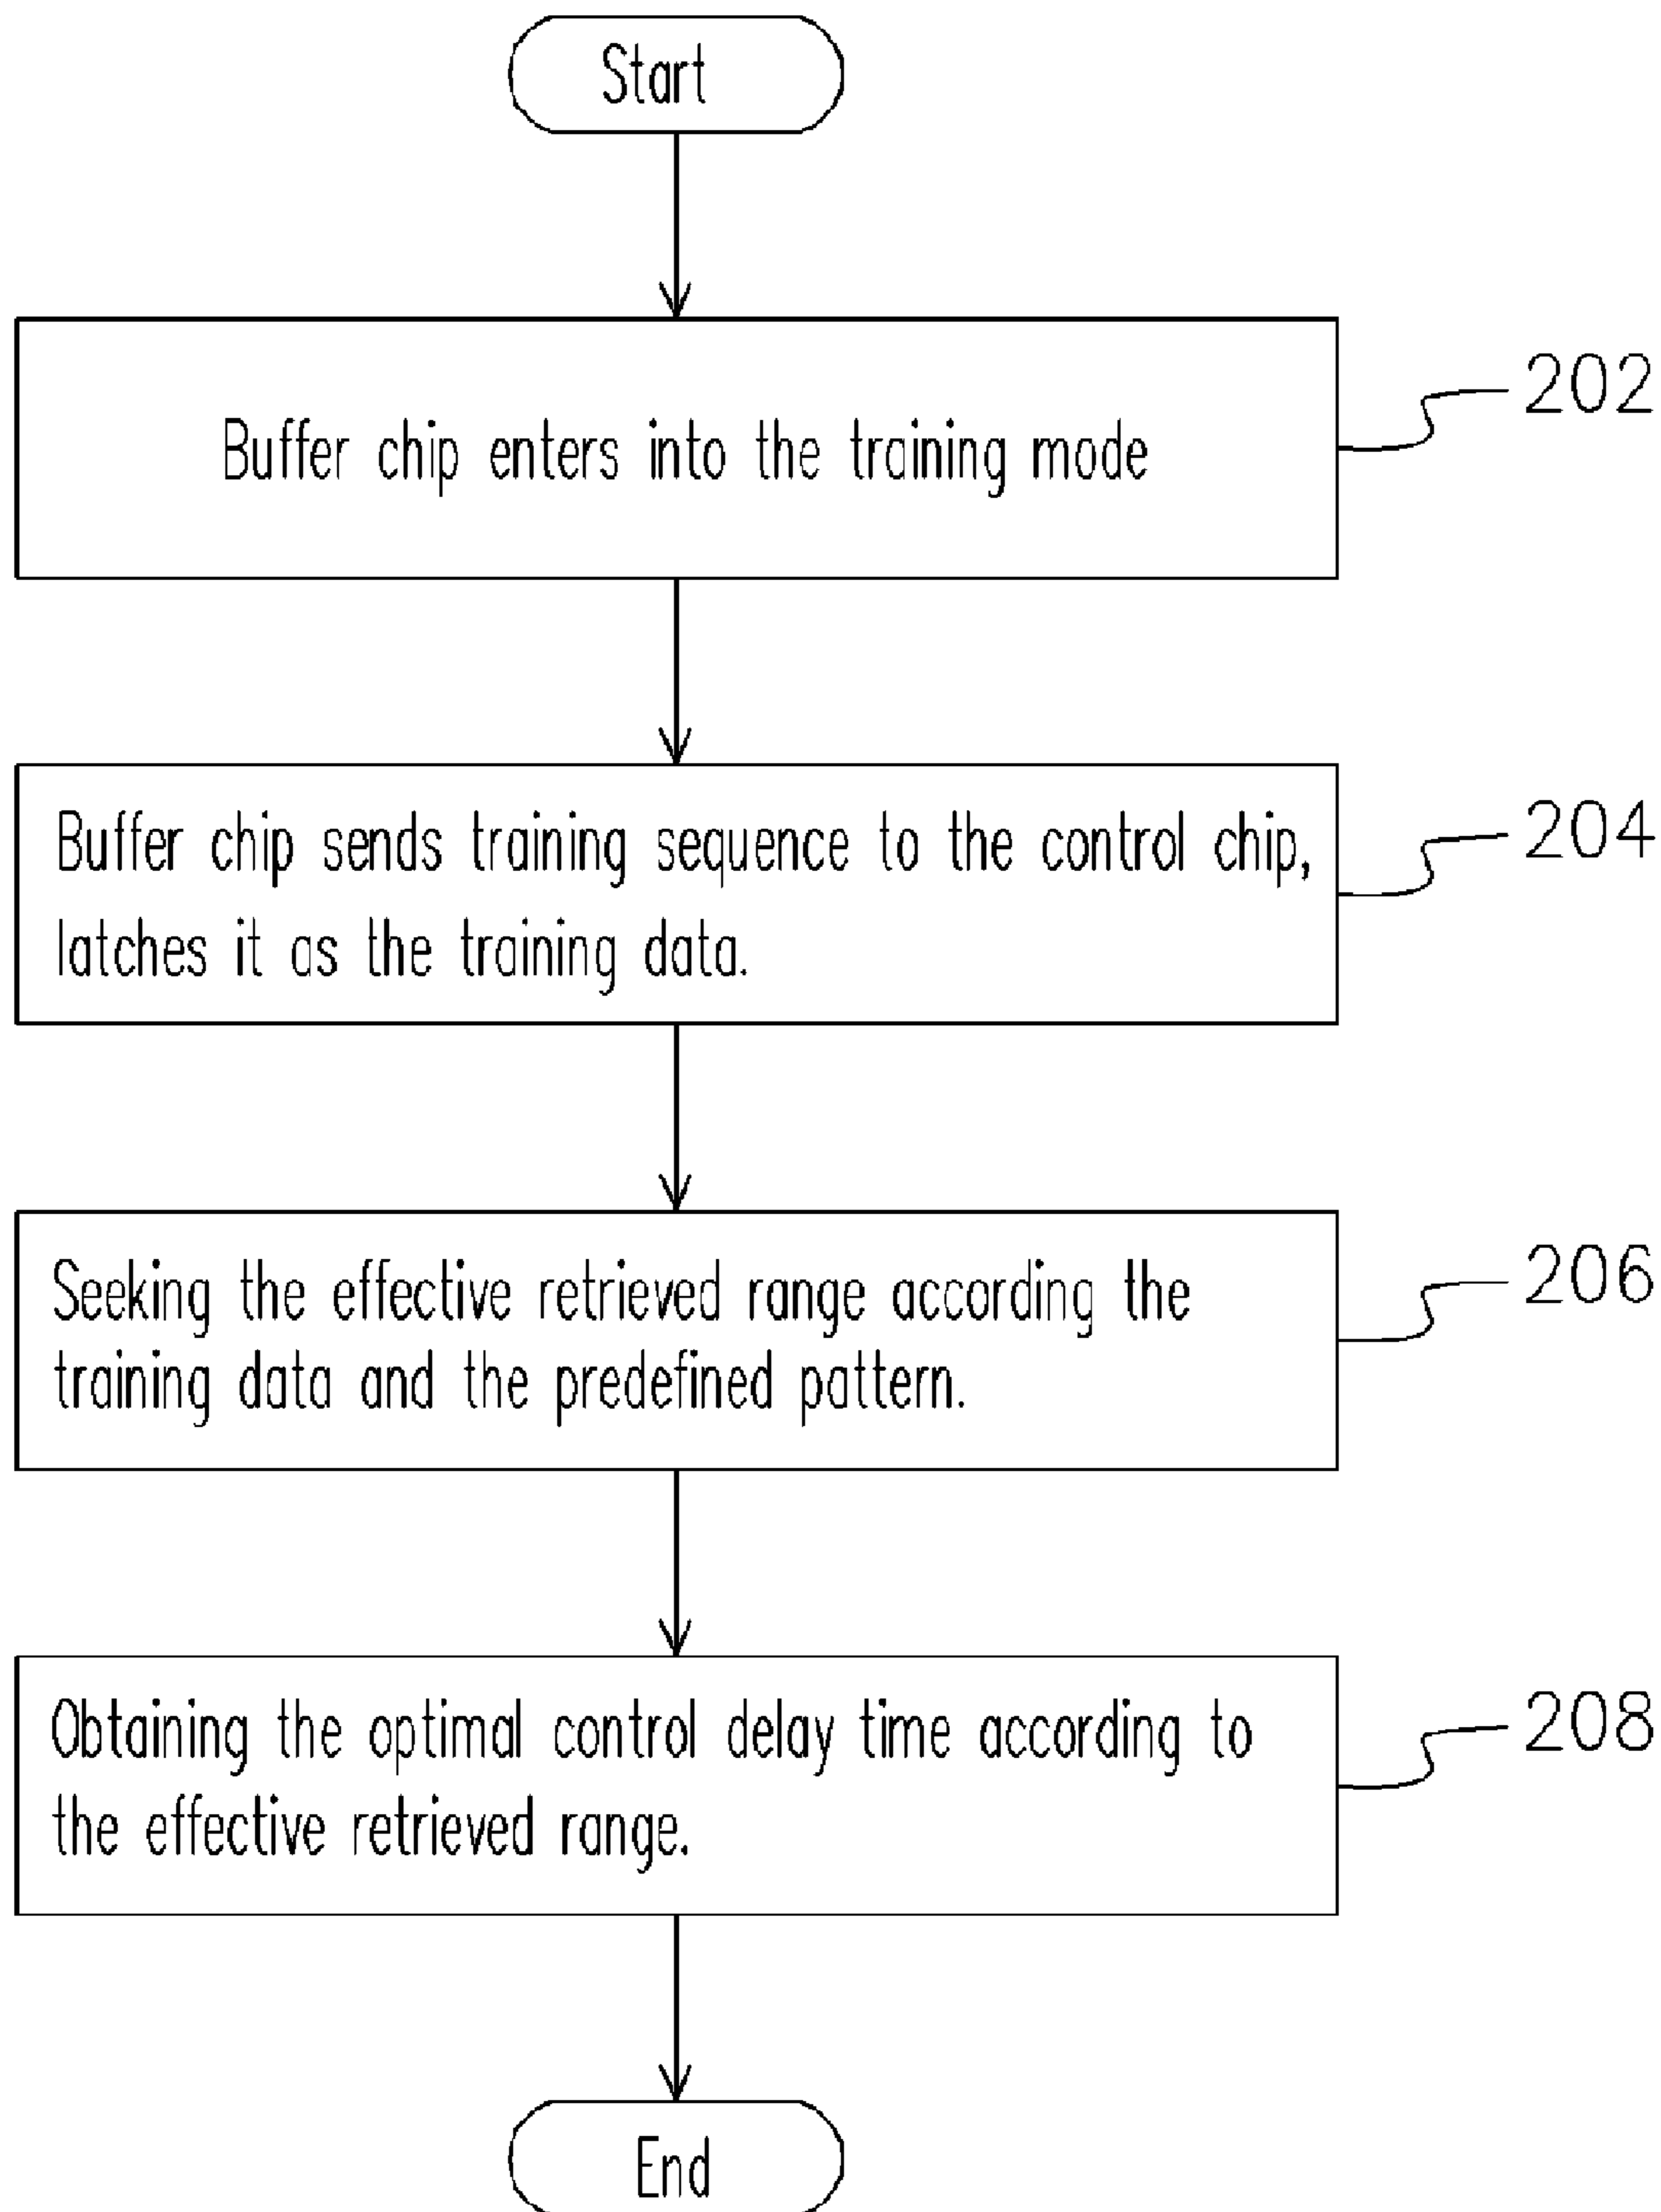 Start
Buffer chip enters into the training mode
202
Buffer chip sends training sequence to the control chip,
latches it as the training data.
204
Seeking the effective retrieved range according the
training data and the predefined pattern.
206
Obtaining the optimal control delay time according to
the effective retrieved range.
208
End